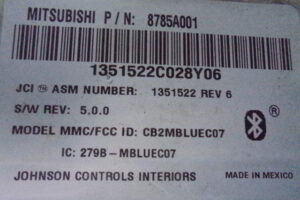 MITSUBISHI P/N: 8785A001
1351522C028Y06
JCI ™ ASM NUMBER: 1351522 REV 6
S/W REV: 5.0.0
®
MODEL MMC/FCC ID: CB2MBLUEC07
IC: 279B-MBLUEC07
JOHNSON CONTROLS INTERIORS
MADE IN MEXICO